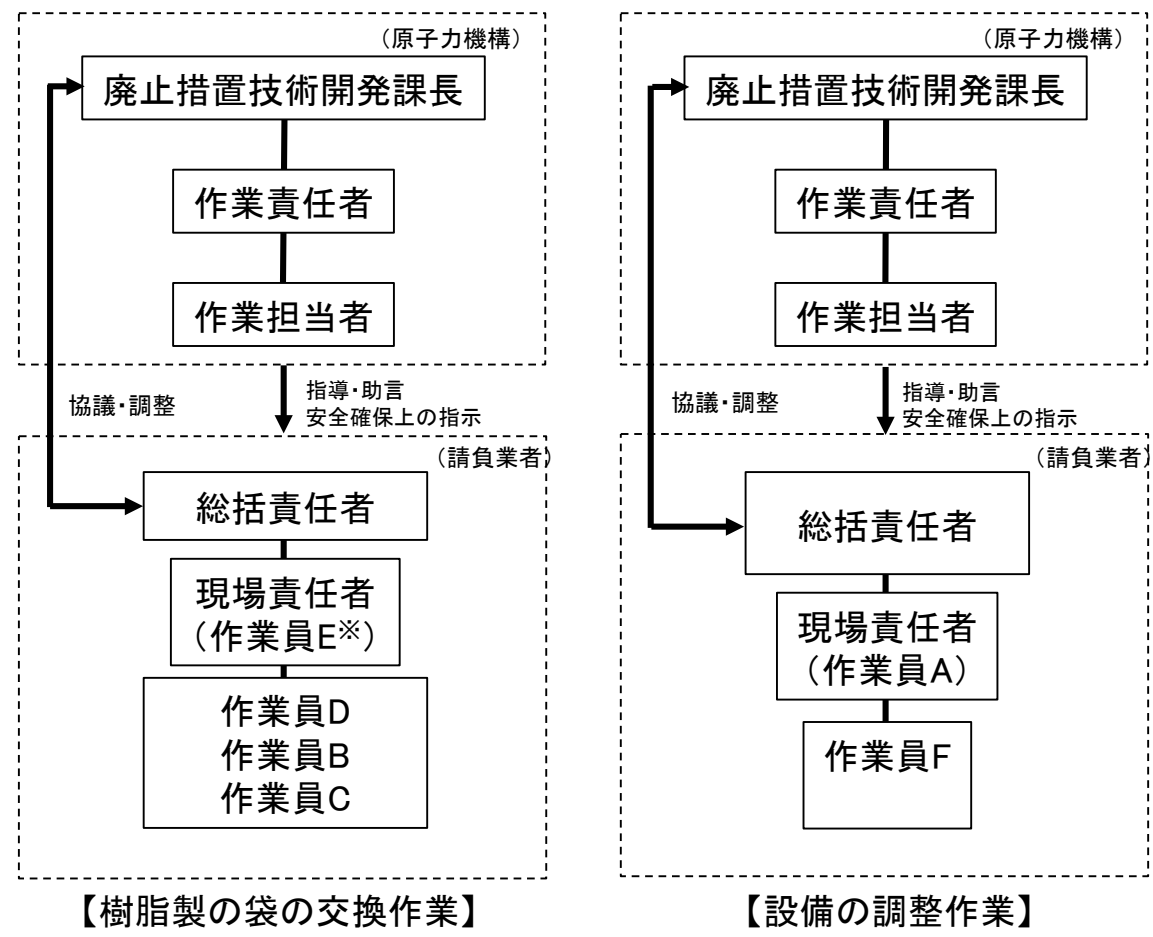 （原子力機構）
廃止措置技術開発課長
作業責任者
作業担当者
協議・調整
指導・助言
安全確保上の指示
（請負業者）
総括責任者
現場責任者
（作業員E※）
作業員D
作業員B
作業員C
【樹脂製の袋の交換作業】
（原子力機構）
廃止措置技術開発課長
作業責任者
作業担当者
協議・調整
指導・助言
安全確保上の指示
（請負業者）
総括責任者
現場責任者
（作業員A）
作業員F
【設備の調整作業】